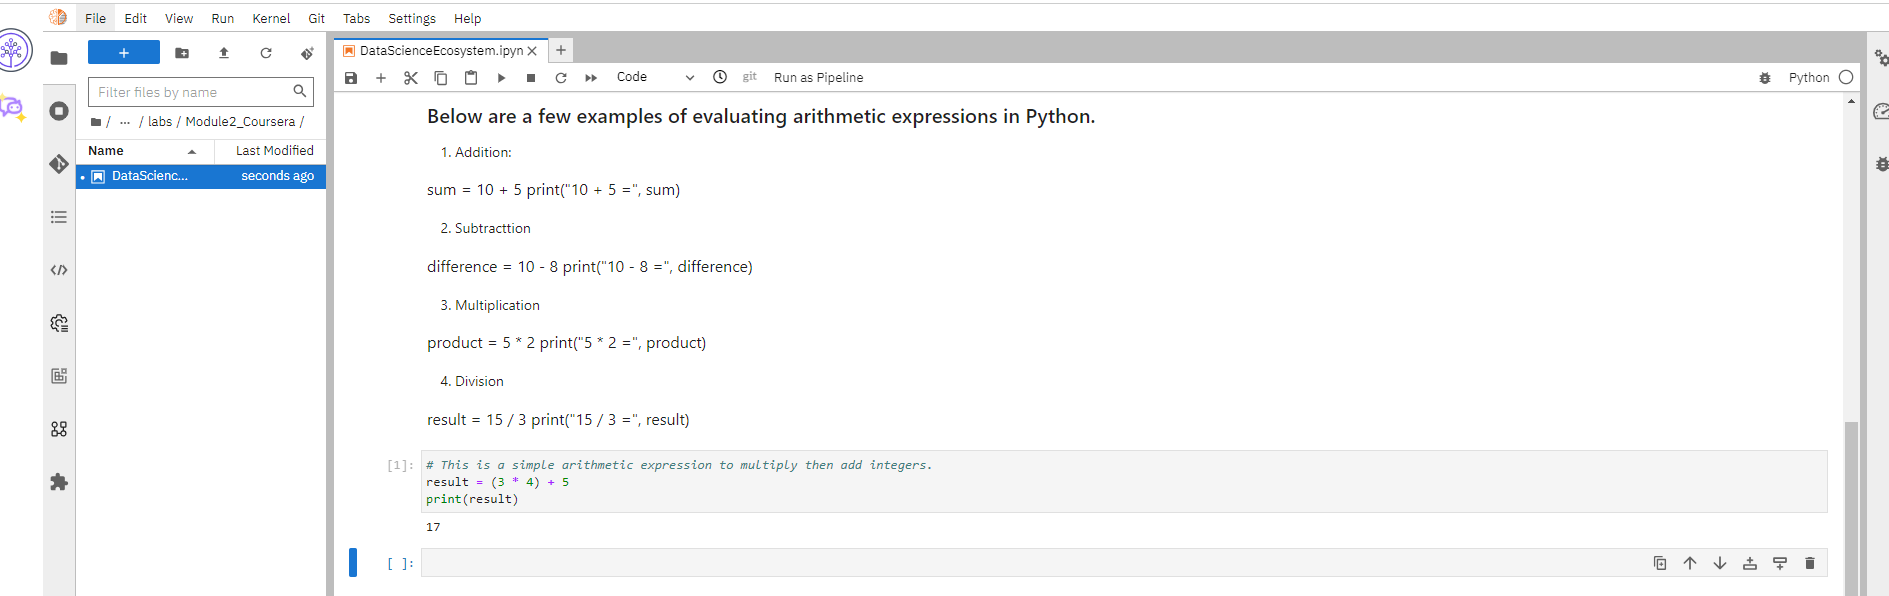 File Edit View Run Kernel Git Tabs Settings Help
DataScienceEcosystem.ipyn
Code
git
Run as Pipeline
Python
Filter files by name
/ ... / labs / Module2_Coursera /
Name Last Modified
DataScienc... seconds ago
Below are a few examples of evaluating arithmetic expressions in Python.
1. Addition:
sum = 10 + 5 print("10 + 5 =", sum)
2. Subtracttion
difference = 10 - 8 print("10 - 8 =", difference)
3. Multiplication
product = 5 * 2 print("5 * 2 =", product)
4. Division
result = 15 / 3 print("15 / 3 =", result)
[1]: # This is a simple arithmetic expression to multiply then add integers.
result = (3 * 4) + 5
print(result)
17
[ ]: